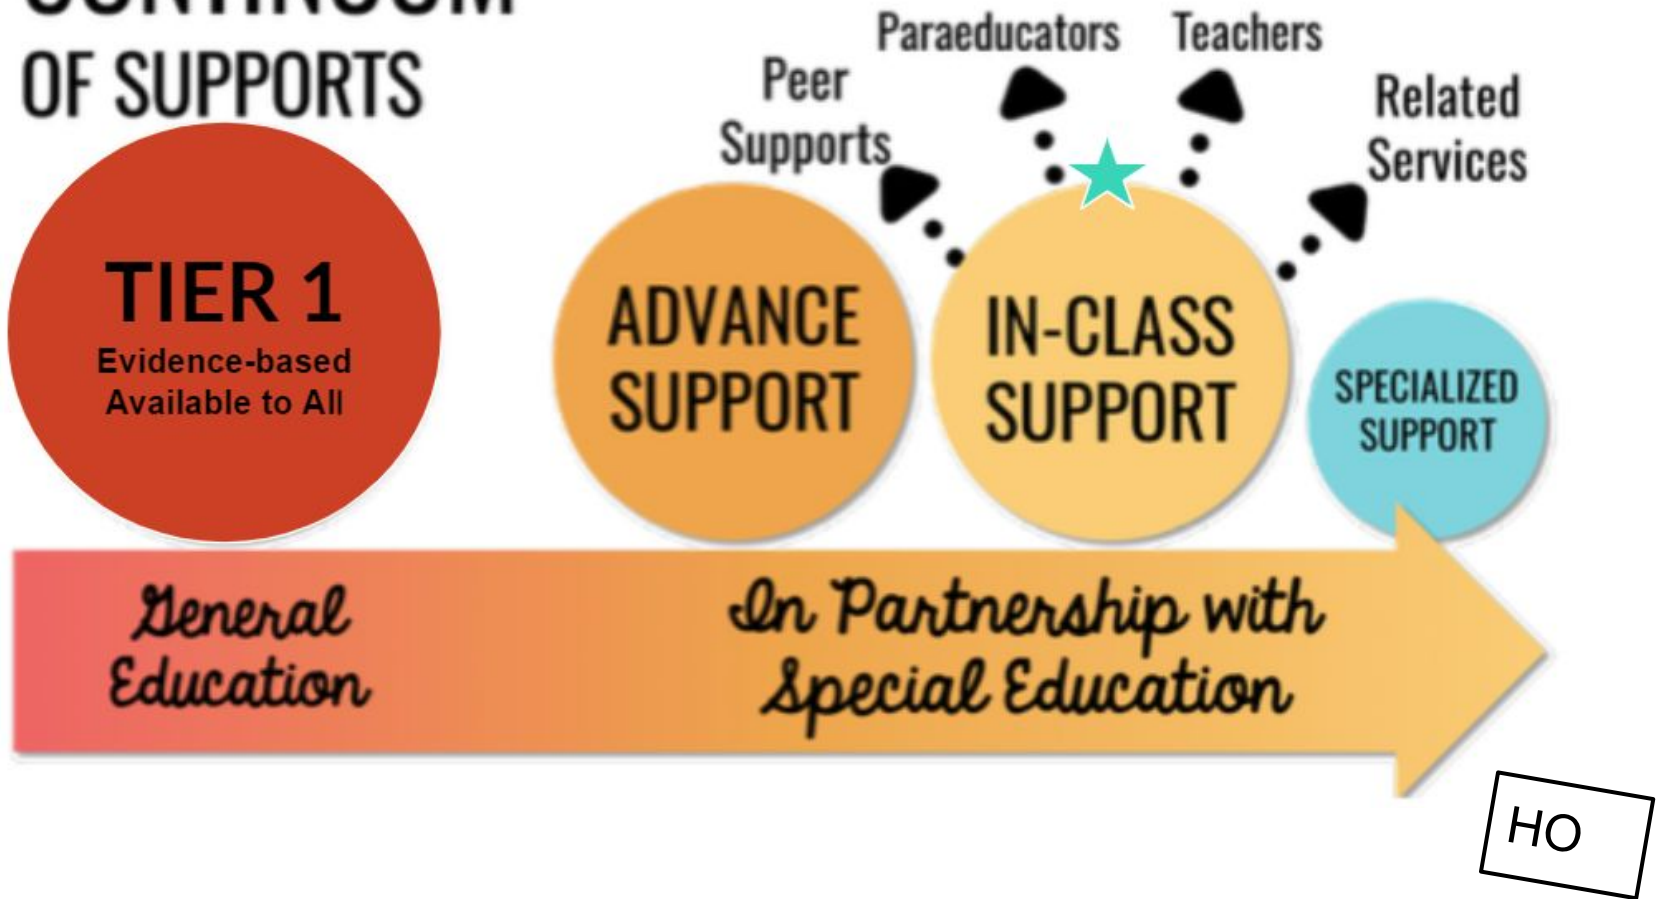 CONTINUUM
OF SUPPORTS
Paraeducators
Teachers
Peer
Supports
Related
Services
TIER 1
Evidence-based
Available to All
ADVANCE
SUPPORT
IN-CLASS
SUPPORT
SPECIALIZED
SUPPORT
General
Education
In Partnership with
Special Education
HO